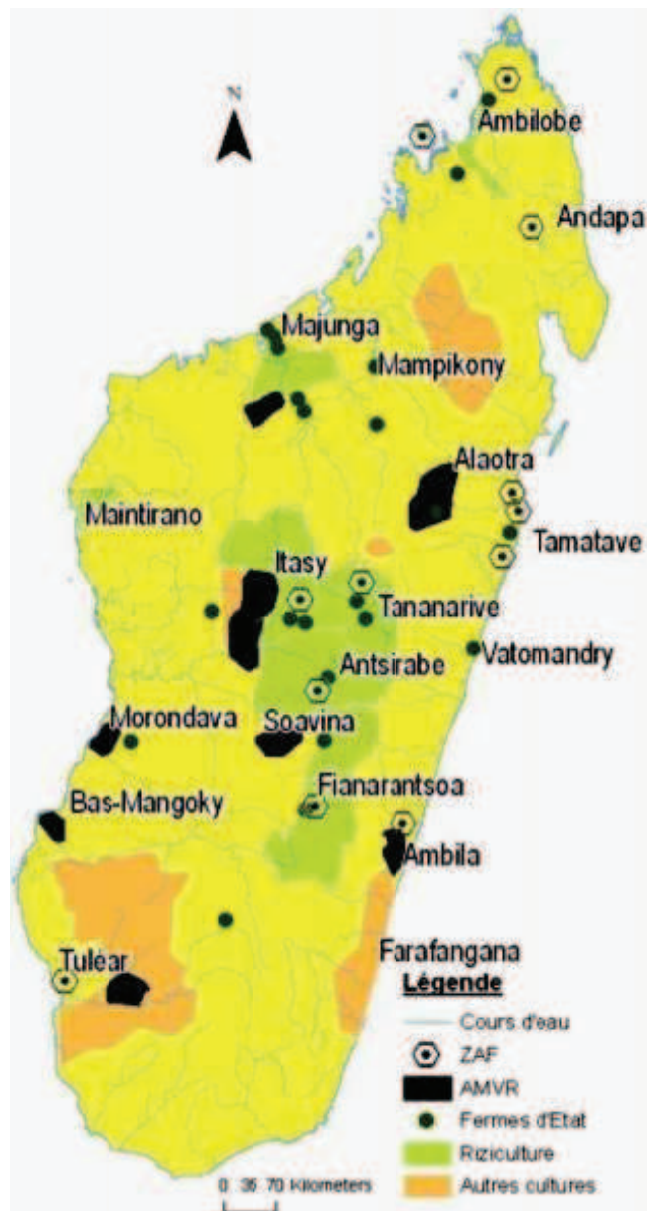 N
Ambilobe
Andapa
Majunga
Mampikony
Alaotra
Maintirano
Tamatave
Itasy
Tananarive
Antsirabe
Vatomandry
Morondava
Soavina
Fianarantsoa
Bas-Mangoky
Ambila
Farafangana
Tuléar
Légende
Cours d'eau
ZAF
AMVR
Fermes d'Etat
Riziculture
Autres cultures
0 35 70 Kilometers